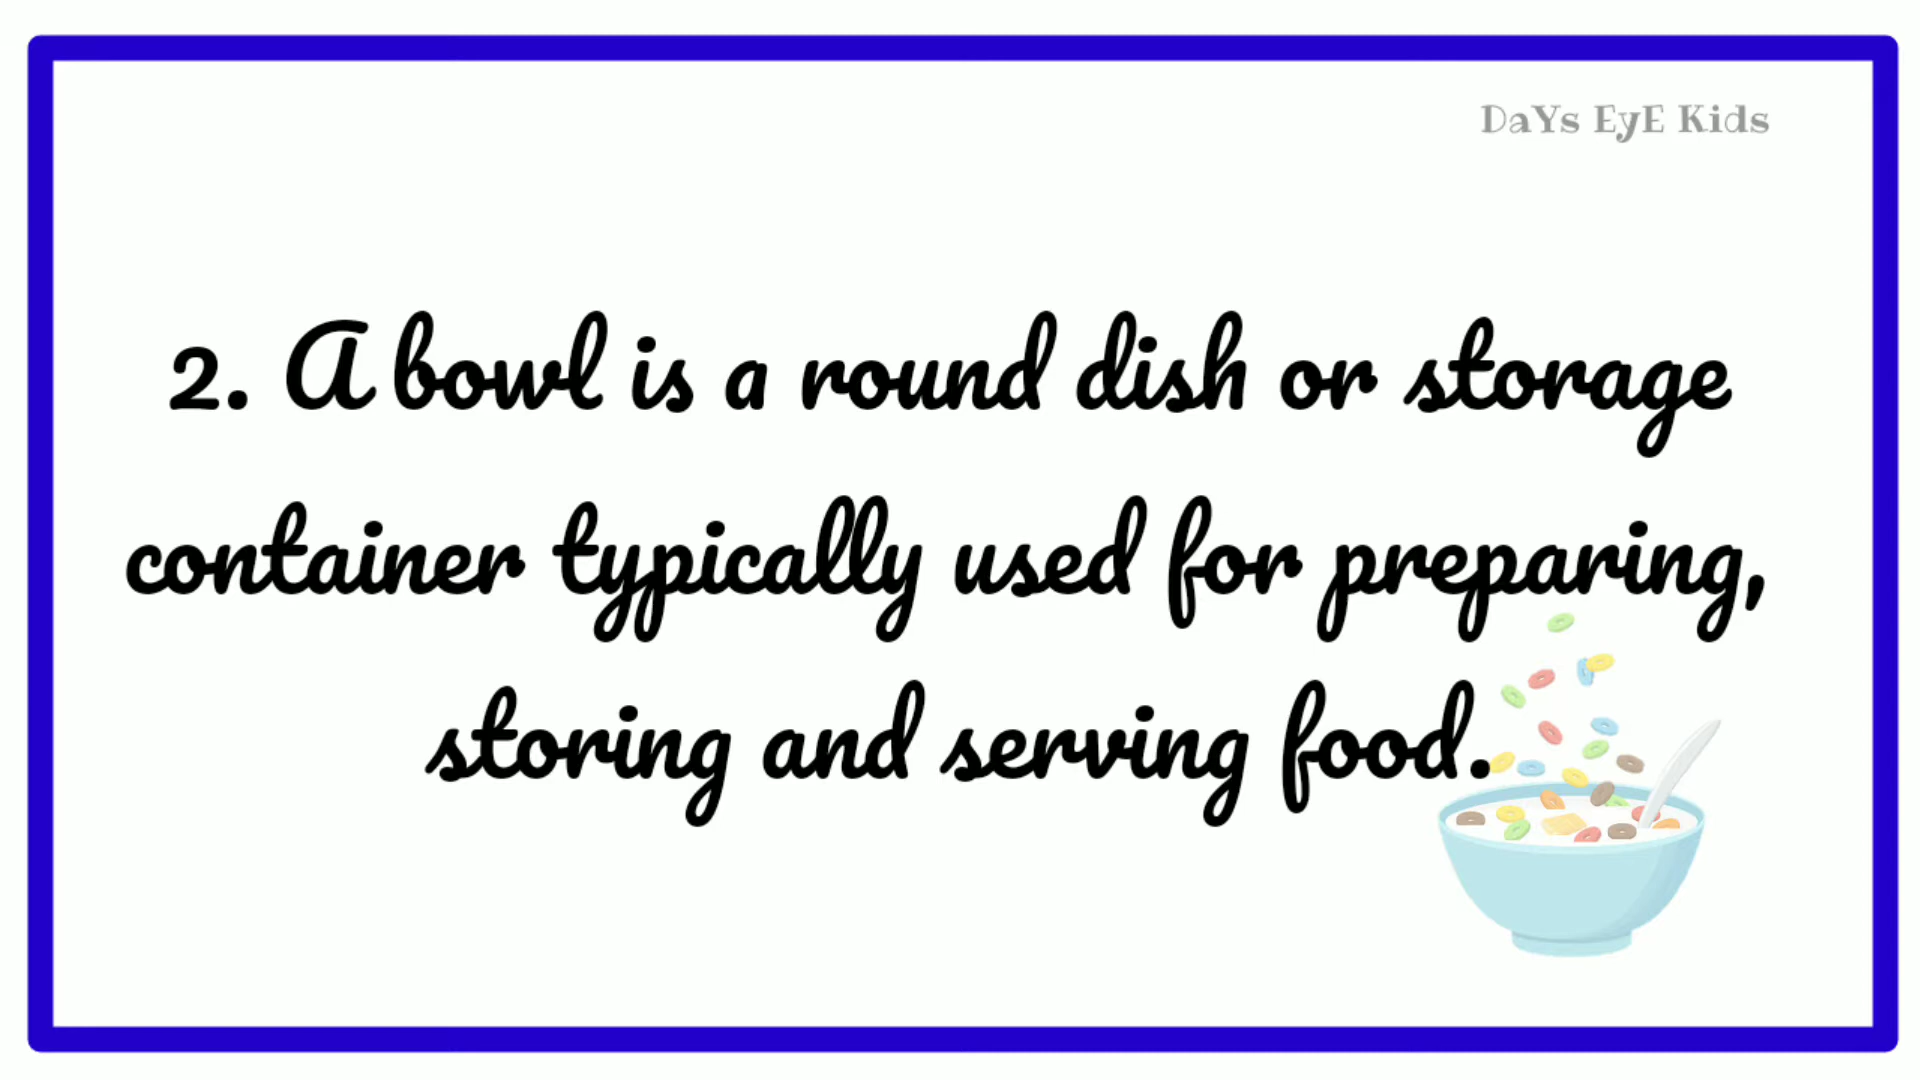 DaYs EyE Kids
2. A bowl is a round dish or storage
container typically used for preparing,
storing and serving food.